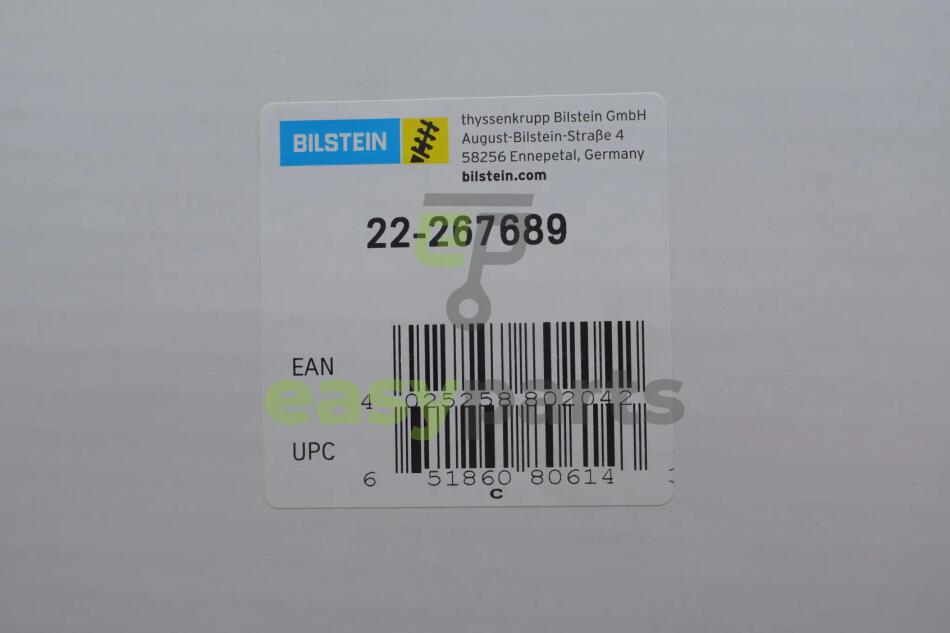 BILSTEIN
thyssenkrupp Bilstein GmbH
August-Bilstein-Straße 4
58256 Ennepetal, Germany
bilstein.com
22-267689
eP
EAN
4 025258 802042
easyparts
UPC
6 51860 80614 3
C